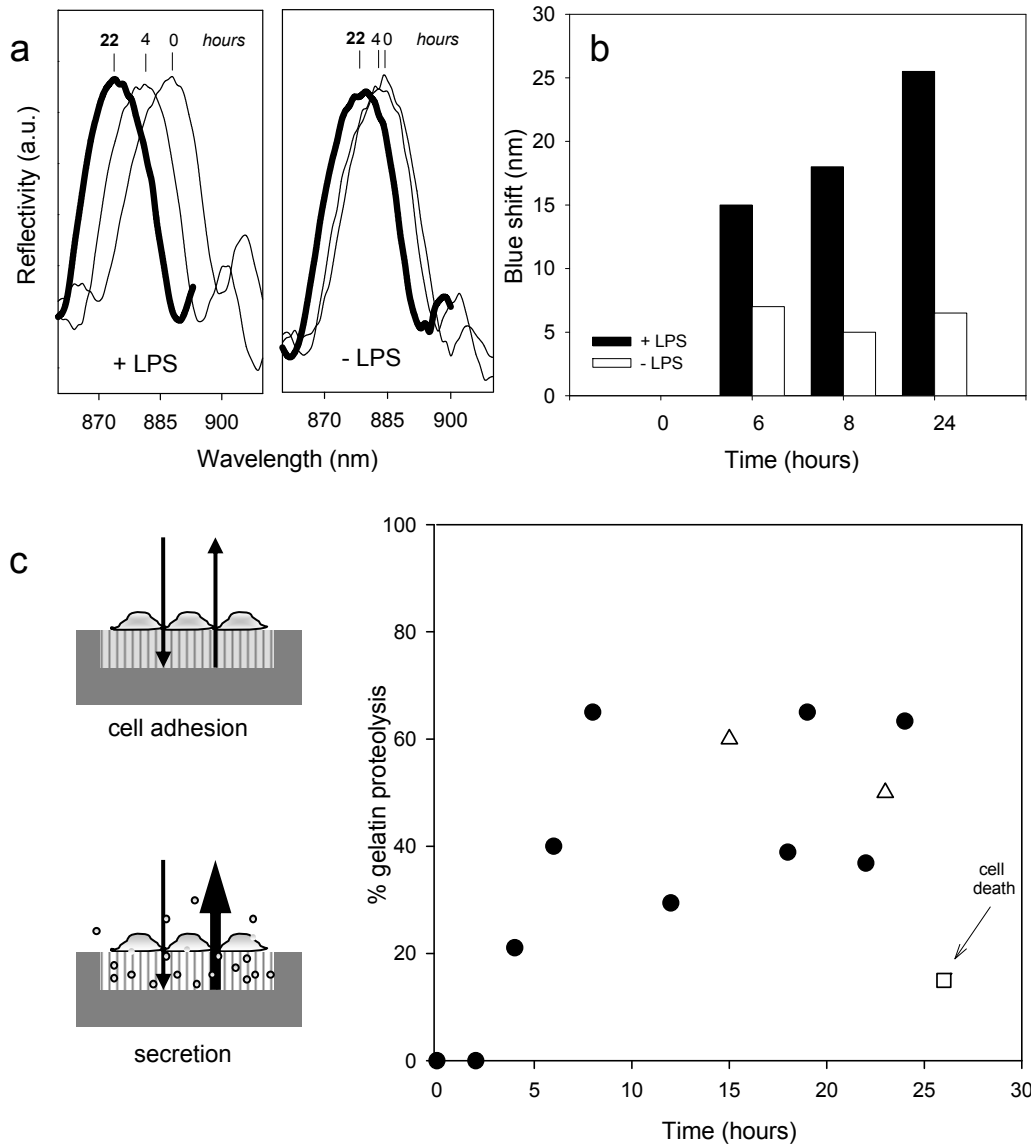 a
22 4 0 hours
22 4 0
Reflectivity (a.u.)
+ LPS
- LPS
870 885 900
870 885 900
Wavelength (nm)
b
30
25
20
15
10
5
0
Blue shift (nm)
+ LPS
- LPS
0 6 8 24
Time (hours)
c
cell adhesion
secretion
100
80
60
40
20
0
% gelatin proteolysis
cell
death
0 5 10 15 20 25 30
Time (hours)